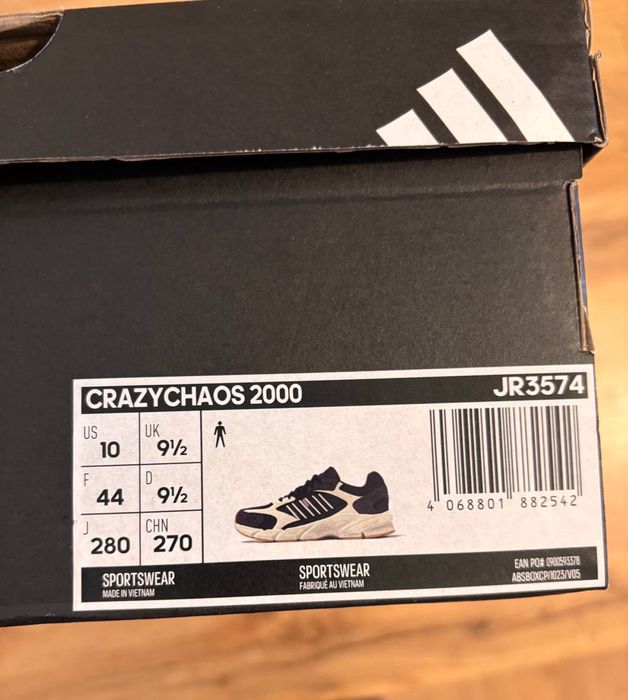 CRAZYCHAOS 2000 JR3574
US 10 UK 9½
F 44 D 9½
J 280 CHN 270
4 068801 882542
SPORTSWEAR
MADE IN VIETNAM
SPORTSWEAR
FABRIQUÉ AU VIETNAM
EAN PO# 0900593378
ABSBOXCP/1023/V05